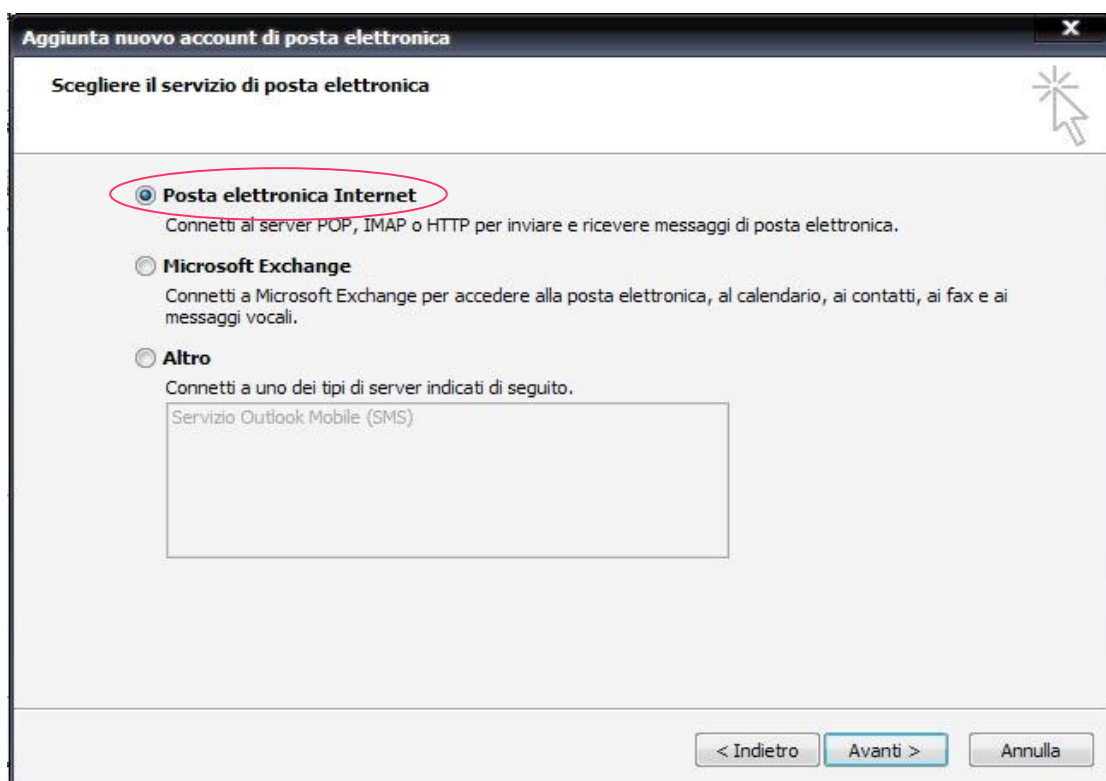 Aggiunta nuovo account di posta elettronica
x
Scegliere il servizio di posta elettronica
Posta elettronica Internet
Connetti al server POP, IMAP o HTTP per inviare e ricevere messaggi di posta elettronica.
Microsoft Exchange
Connetti a Microsoft Exchange per accedere alla posta elettronica, al calendario, ai contatti, ai fax e ai
messaggi vocali.
Altro
Connetti a uno dei tipi di server indicati di seguito.
Servizio Outlook Mobile (SMS)
< Indietro
Avanti >
Annulla